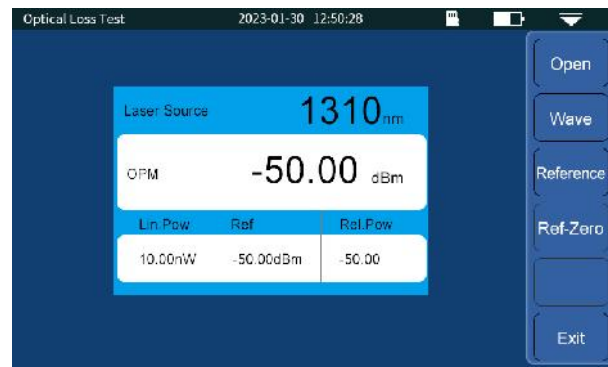 Optical Loss Test 2023-01-30 12:50:28
Open
Laser Source 1310nm
Wave
OPM -50.00 dBm
Reference
Lin.Pow Ref Rel.Pow
Ref-Zero
10.00nW -50.00dBm -50.00
Exit